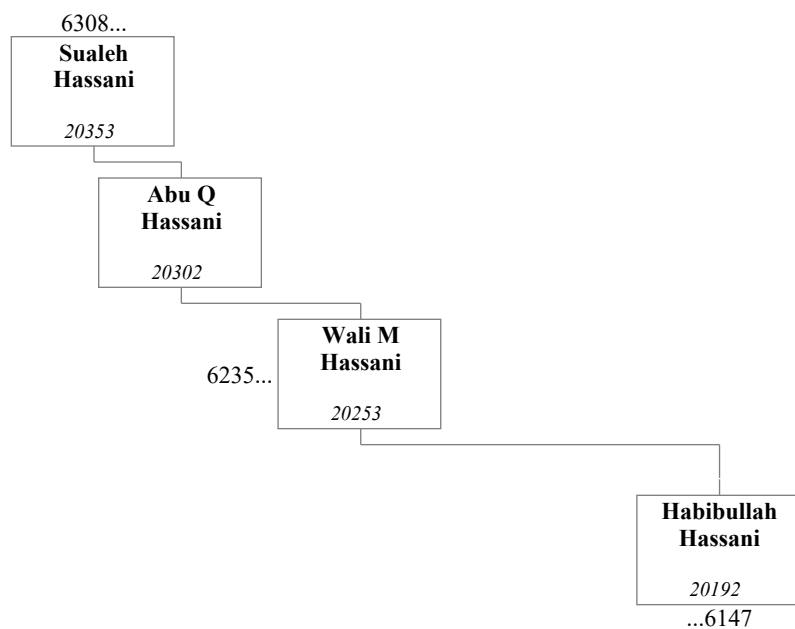 6308...
Sualeh
Hassani
20353
Abu Q
Hassani
20302
Wali M
Hassani
6235...
20253
Habibullah
Hassani
20192
...6147